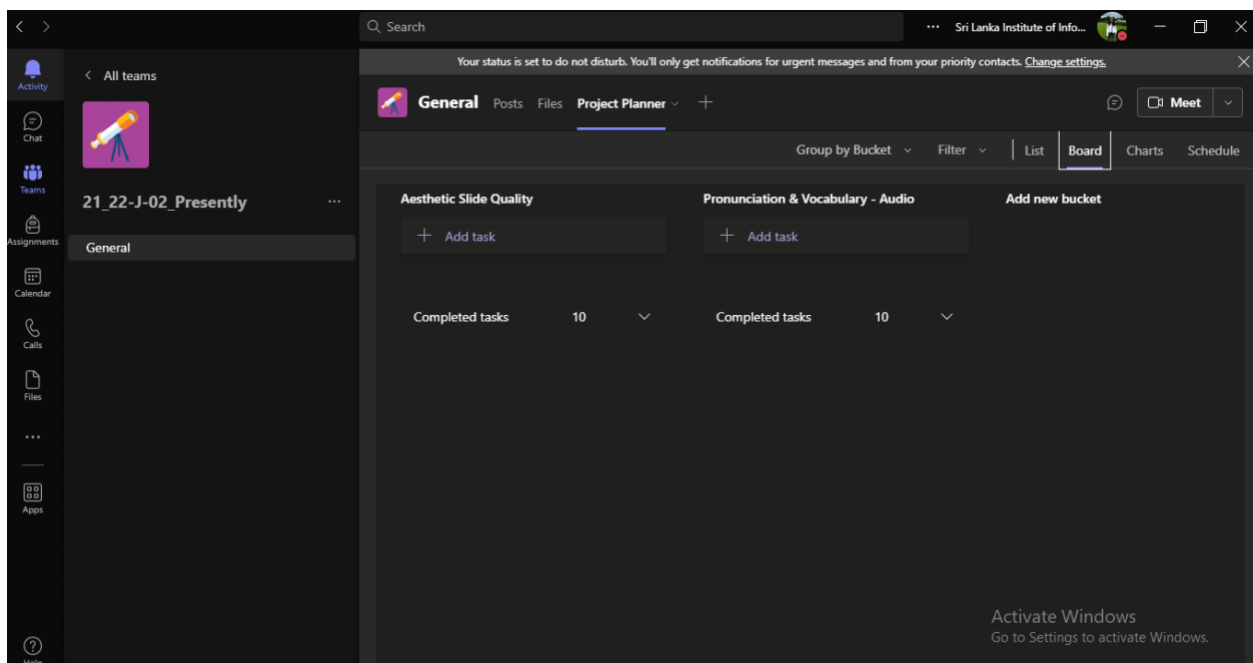 Search
Sri Lanka Institute of Info...
Your status is set to do not disturb. You'll only get notifications for urgent messages and from your priority contacts. Change settings.
Activity
Chat
Teams
Assignments
Calendar
Calls
Files
Apps
Help
All teams
21_22-J-02_Presently
General
General Posts Files Project Planner
Meet
Group by Bucket Filter List Board Charts Schedule
Aesthetic Slide Quality
Add task
Completed tasks 10
Pronunciation & Vocabulary - Audio
Add task
Completed tasks 10
Add new bucket
Activate Windows
Go to Settings to activate Windows.